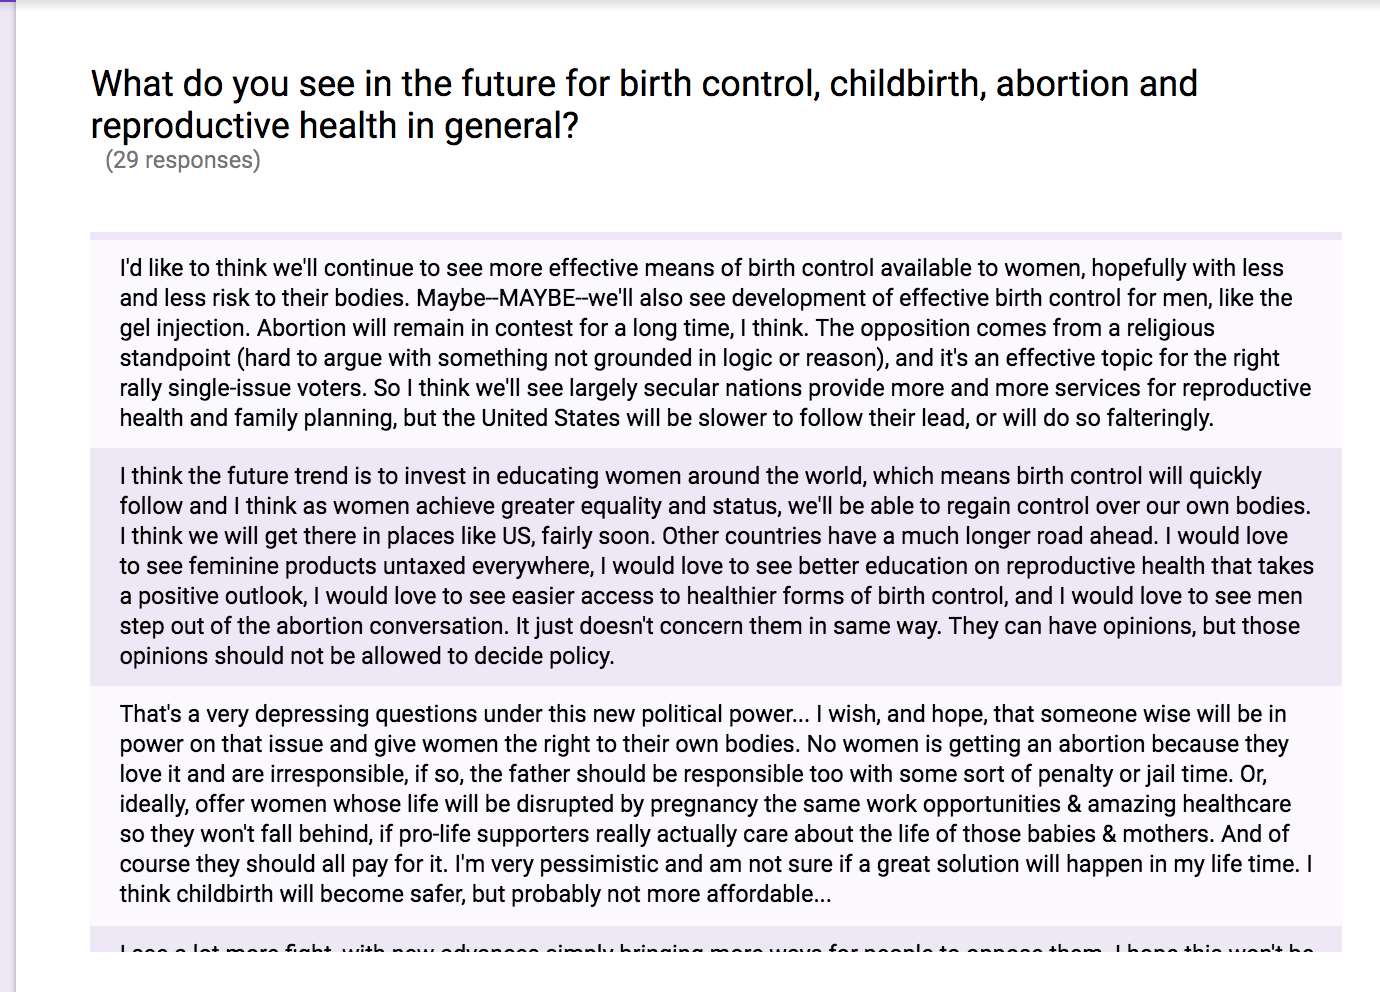 What do you see in the future for birth control, childbirth, abortion and
reproductive health in general?
(29 responses)
I'd like to think we'll continue to see more effective means of birth control available to women, hopefully with less
and less risk to their bodies. Maybe--MAYBE--we'll also see development of effective birth control for men, like the
gel injection. Abortion will remain in contest for a long time, I think. The opposition comes from a religious
standpoint (hard to argue with something not grounded in logic or reason), and it's an effective topic for the right
rally single-issue voters. So I think we'll see largely secular nations provide more and more services for reproductive
health and family planning, but the United States will be slower to follow their lead, or will do so falteringly.
I think the future trend is to invest in educating women around the world, which means birth control will quickly
follow and I think as women achieve greater equality and status, we'll be able to regain control over our own bodies.
I think we will get there in places like US, fairly soon. Other countries have a much longer road ahead. I would love
to see feminine products untaxed everywhere, I would love to see better education on reproductive health that takes
a positive outlook, I would love to see easier access to healthier forms of birth control, and I would love to see men
step out of the abortion conversation. It just doesn't concern them in same way. They can have opinions, but those
opinions should not be allowed to decide policy.
That's a very depressing questions under this new political power... I wish, and hope, that someone wise will be in
power on that issue and give women the right to their own bodies. No women is getting an abortion because they
love it and are irresponsible, if so, the father should be responsible too with some sort of penalty or jail time. Or,
ideally, offer women whose life will be disrupted by pregnancy the same work opportunities & amazing healthcare
so they won't fall behind, if pro-life supporters really actually care about the life of those babies & mothers. And of
course they should all pay for it. I'm very pessimistic and am not sure if a great solution will happen in my life time. I
think childbirth will become safer, but probably not more affordable...
I see a lot more fight, with new advances simply bringing more ways for people to oppose them. I hope this won't be